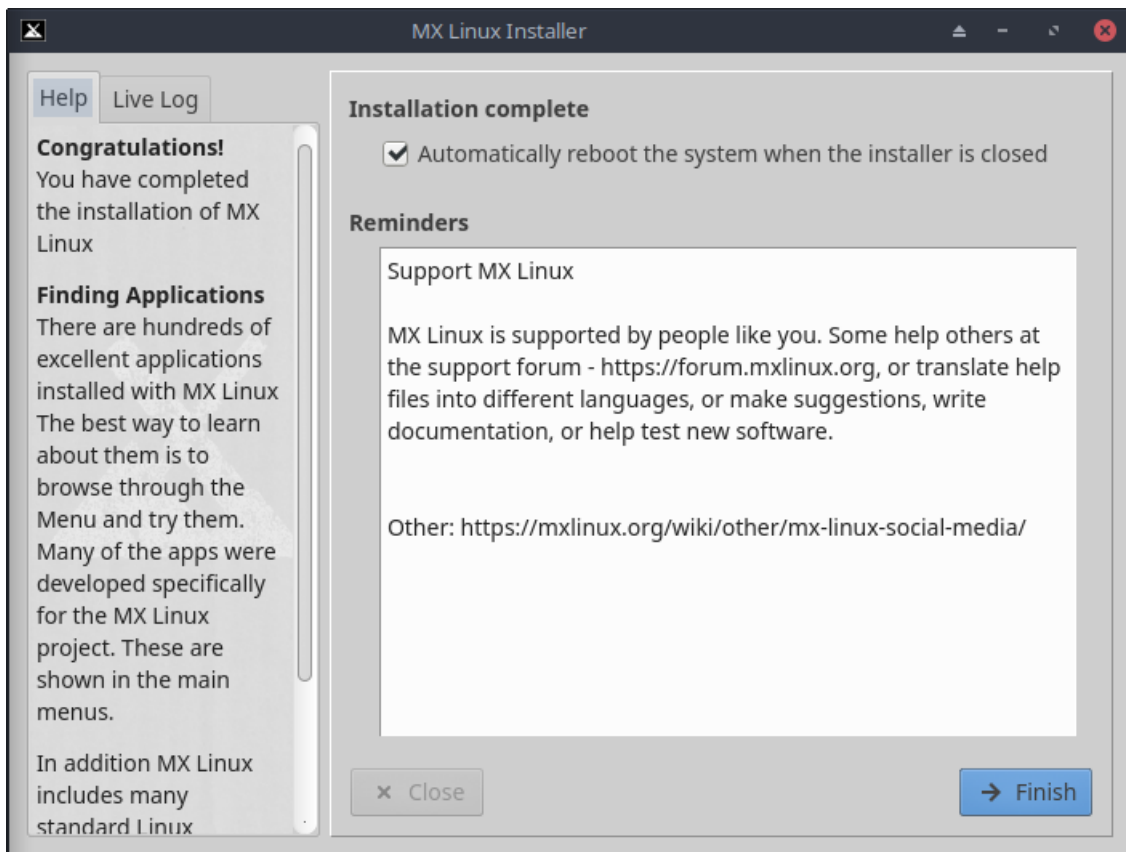 MX Linux Installer
Help
Live Log
Congratulations!
You have completed
the installation of MX
Linux
Finding Applications
There are hundreds of
excellent applications
installed with MX Linux
The best way to learn
about them is to
browse through the
Menu and try them.
Many of the apps were
developed specifically
for the MX Linux
project. These are
shown in the main
menus.
In addition MX Linux
includes many
standard Linux
Installation complete
Automatically reboot the system when the installer is closed
Reminders
Support MX Linux
MX Linux is supported by people like you. Some help others at
the support forum - https://forum.mxlinux.org, or translate help
files into different languages, or make suggestions, write
documentation, or help test new software.
Other: https://mxlinux.org/wiki/other/mx-linux-social-media/
Close
Finish